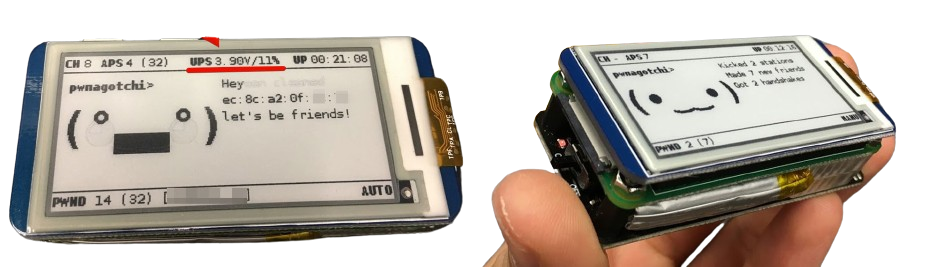 CH 8 APS 4 (32) UPS 3.90V/11% UP 00:21:08
pwnagotchi>
Hey
ec:8c:a2:0f:
let's be friends!
PWND 14 (32) [ ] AUTO
CH - APS 7 UP 00:12:16
pwnagotchi>
Kicked 2 stations
Made 7 new friends
Got 2 handshakes
PWND 2 (7)